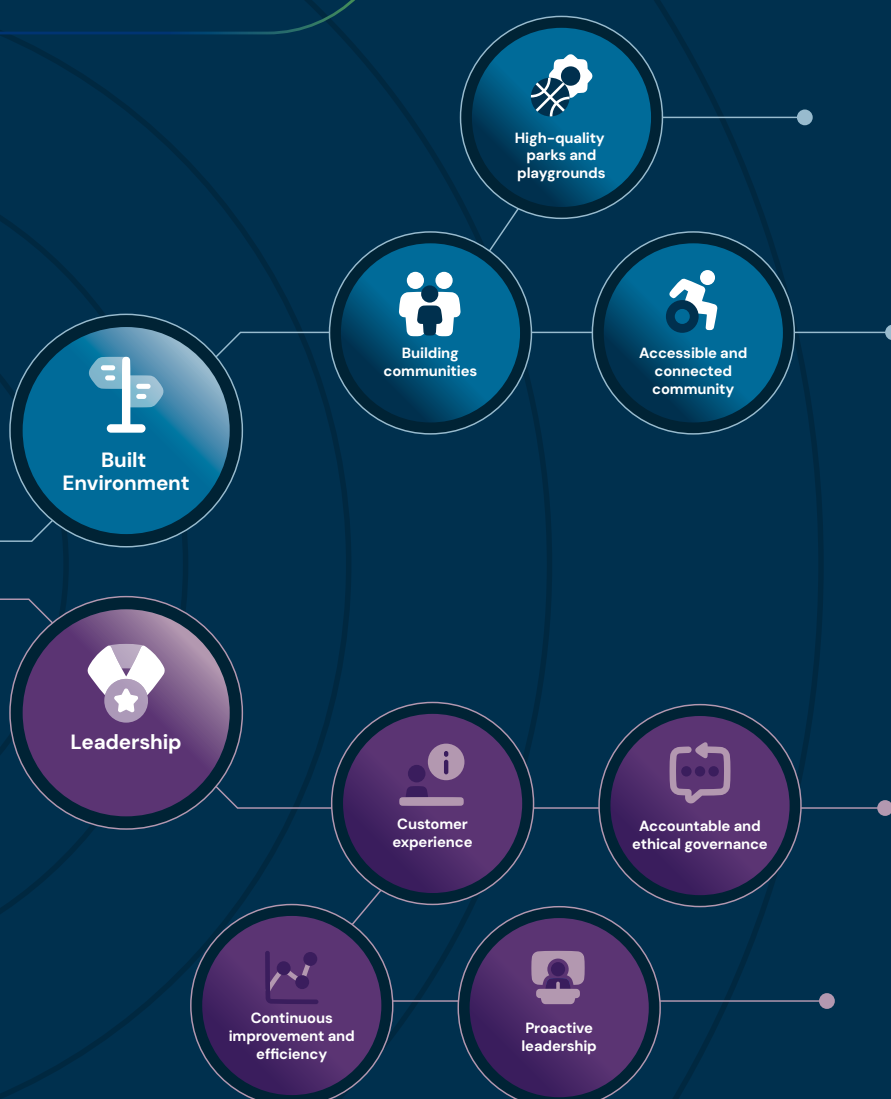 High-quality
parks and
playgrounds
Building
communities
Accessible and
connected
community
Built
Environment
Leadership
Customer
experience
Accountable and
ethical governance
Continuous
improvement and
efficiency
Proactive
leadership